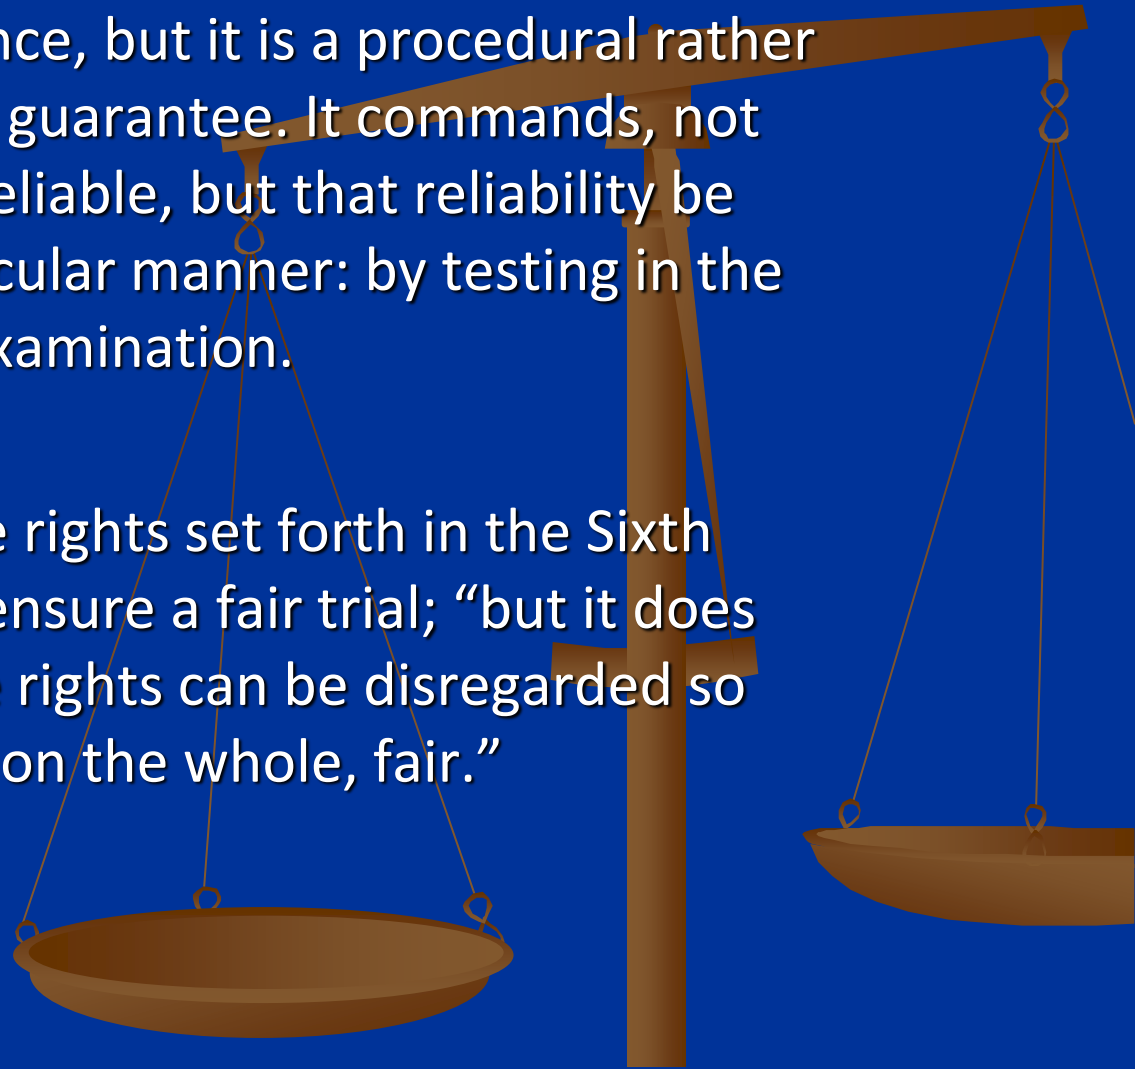 nce, but it is a procedural rather
guarantee. It commands, not
eliable, but that reliability be
cular manner: by testing in the
xamination.
e rights set forth in the Sixth
ensure a fair trial; “but it does
e rights can be disregarded so
on the whole, fair.”